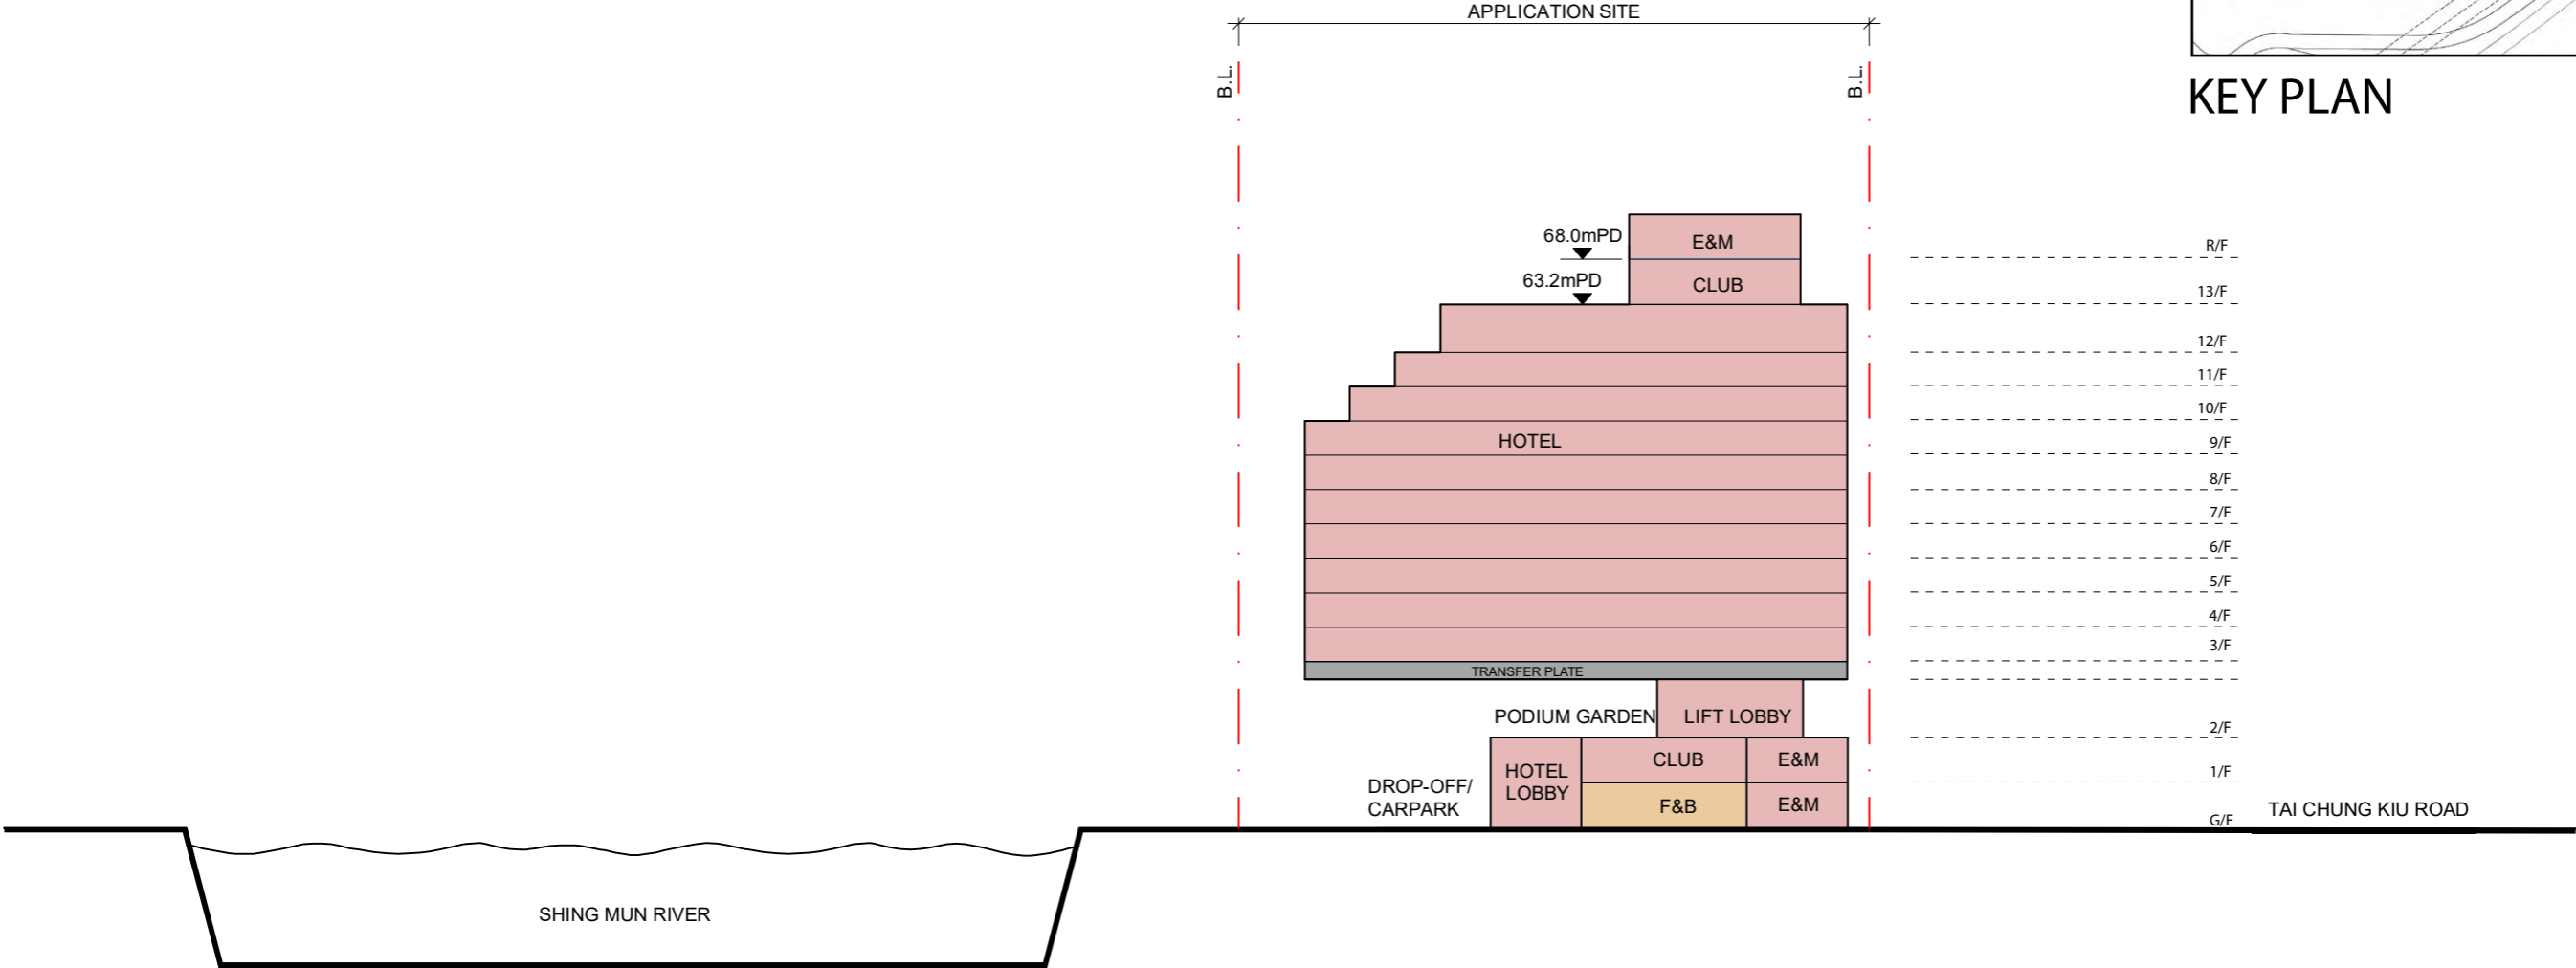 APPLICATION SITE
B.L.
B.L.
KEY PLAN
68.0mPD
E&M
R/F
63.2mPD
CLUB
13/F
12/F
11/F
10/F
HOTEL
9/F
8/F
7/F
6/F
5/F
4/F
3/F
TRANSFER PLATE
PODIUM GARDEN
LIFT LOBBY
2/F
HOTEL
LOBBY
CLUB
E&M
1/F
DROP-OFF/
CARPARK
F&B
E&M
G/F
TAI CHUNG KIU ROAD
SHING MUN RIVER